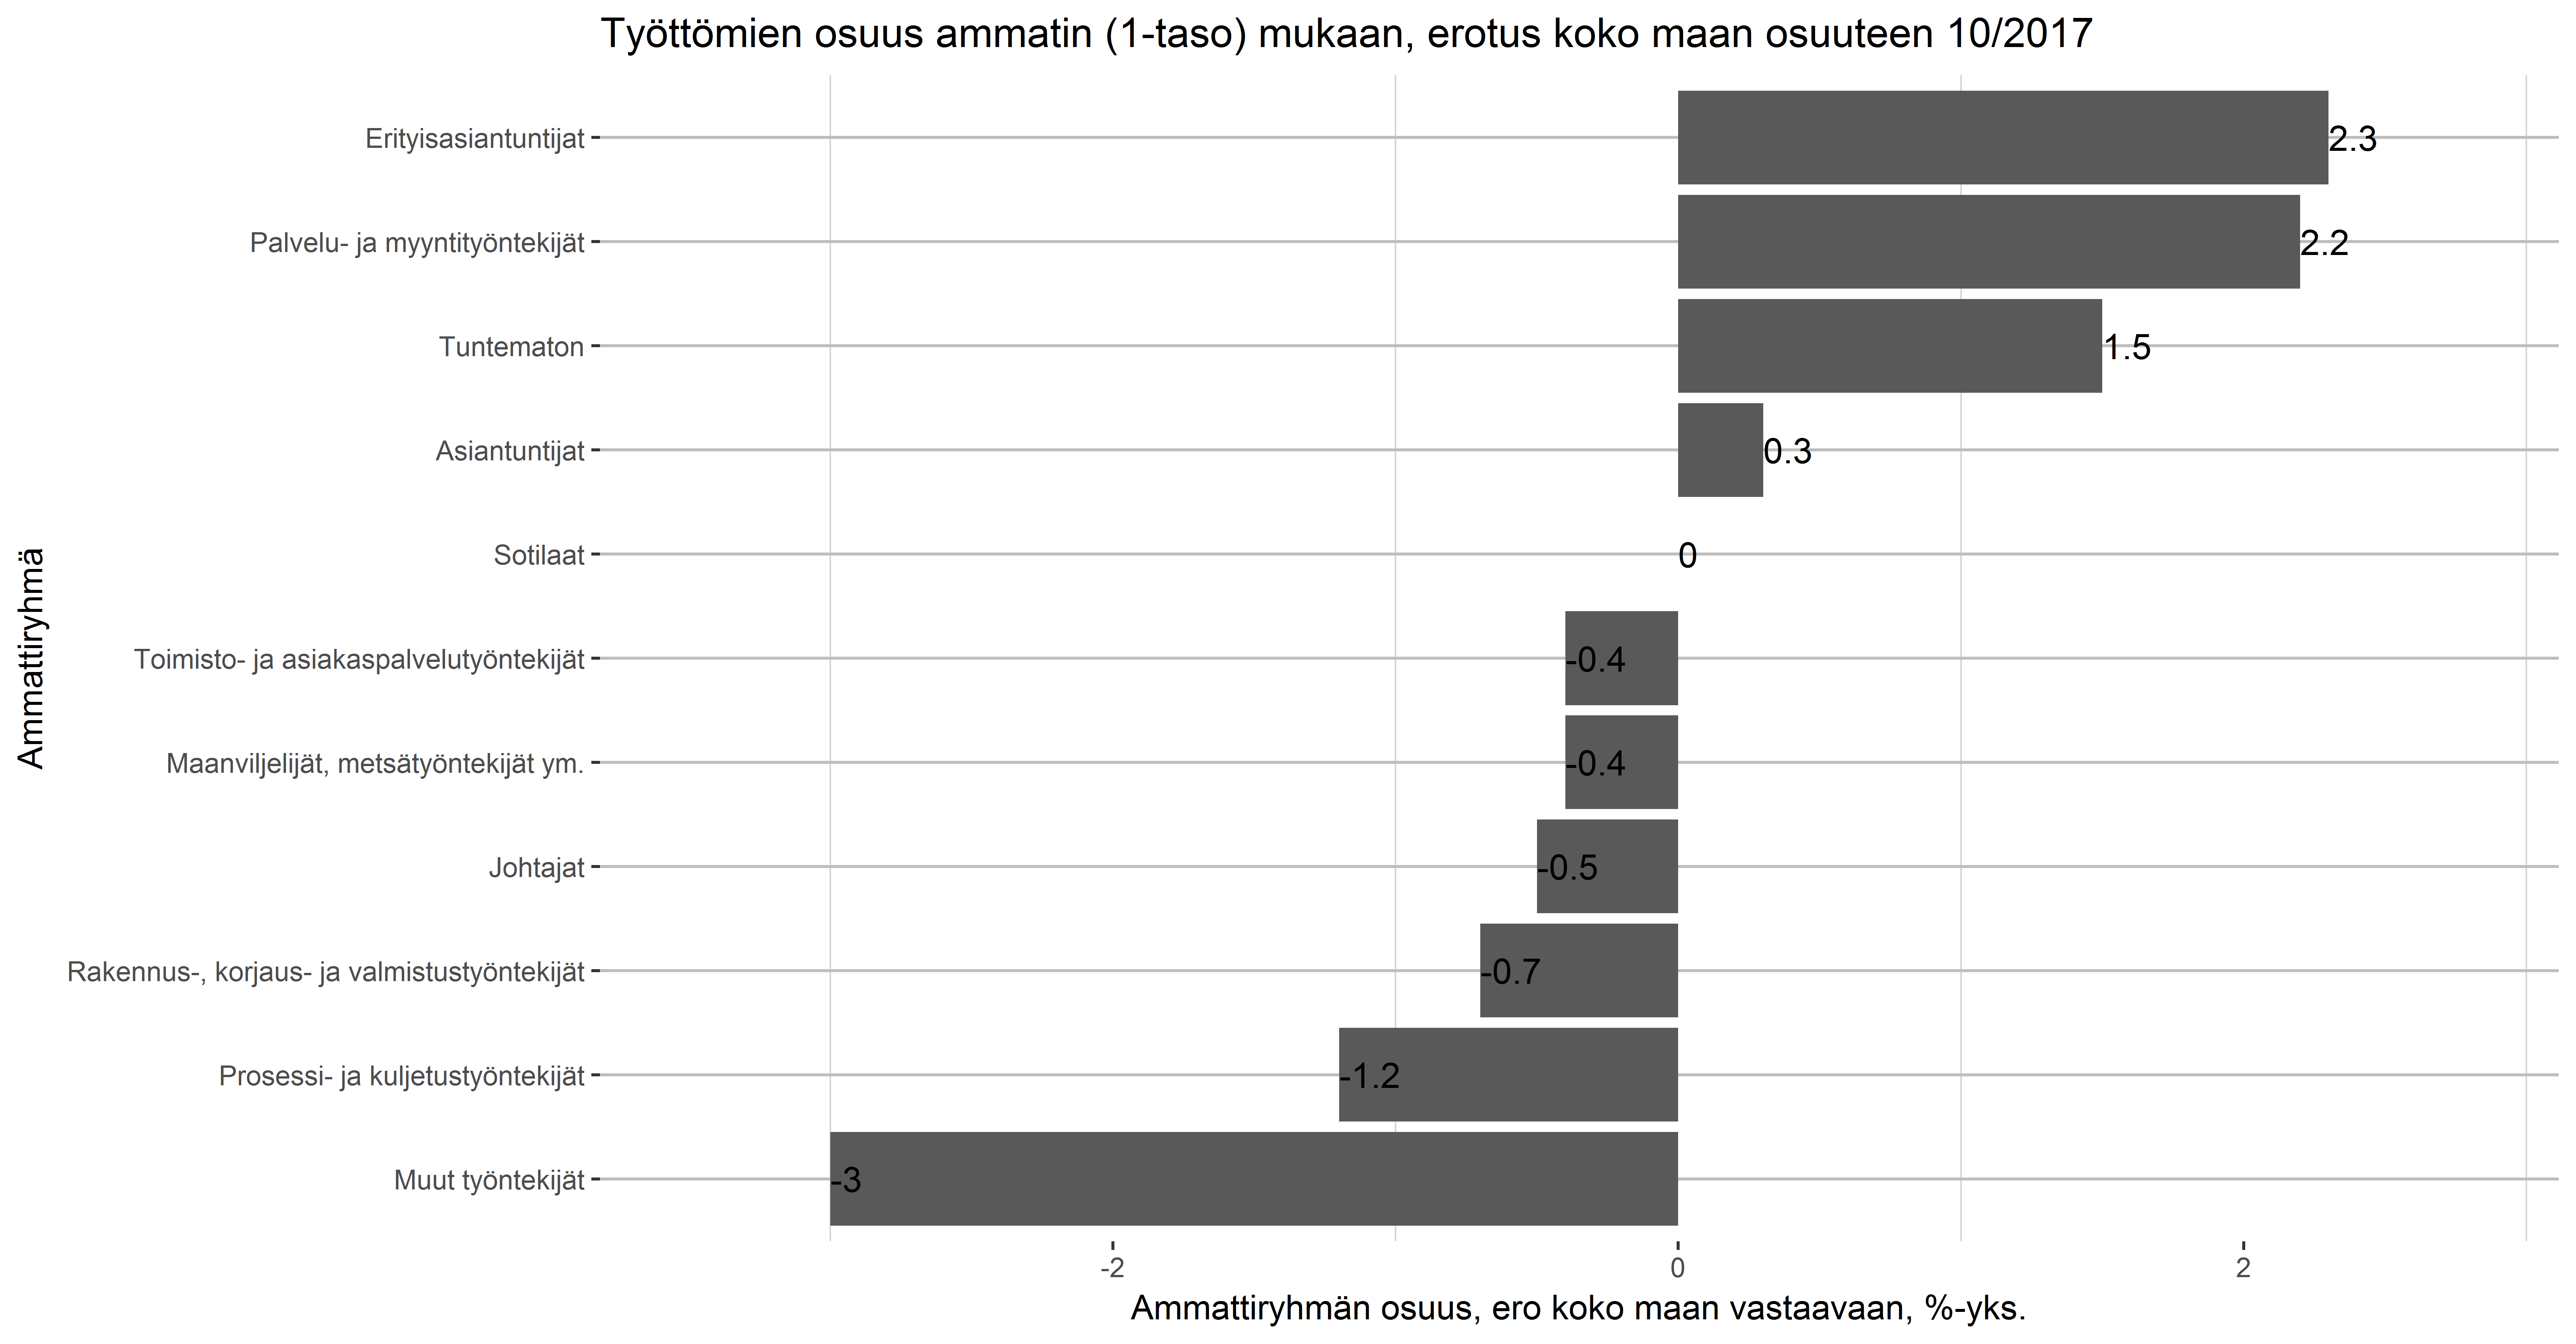 Työttömien osuus ammatin (1-taso) mukaan, erotus koko maan osuuteen 10/2017
Ammattiryhmä
Erityisasiantuntijat
2.3
Palvelu- ja myyntityöntekijät
2.2
Tuntematon
1.5
Asiantuntijat
0.3
Sotilaat
0
Toimisto- ja asiakaspalvelutyöntekijät
-0.4
Maanviljelijät, metsätyöntekijät ym.
-0.4
Johtajat
-0.5
Rakennus-, korjaus- ja valmistustyöntekijät
-0.7
Prosessi- ja kuljetustyöntekijät
-1.2
Muut työntekijät
-3
-2 0 2
Ammattiryhmän osuus, ero koko maan vastaavaan, %-yks.